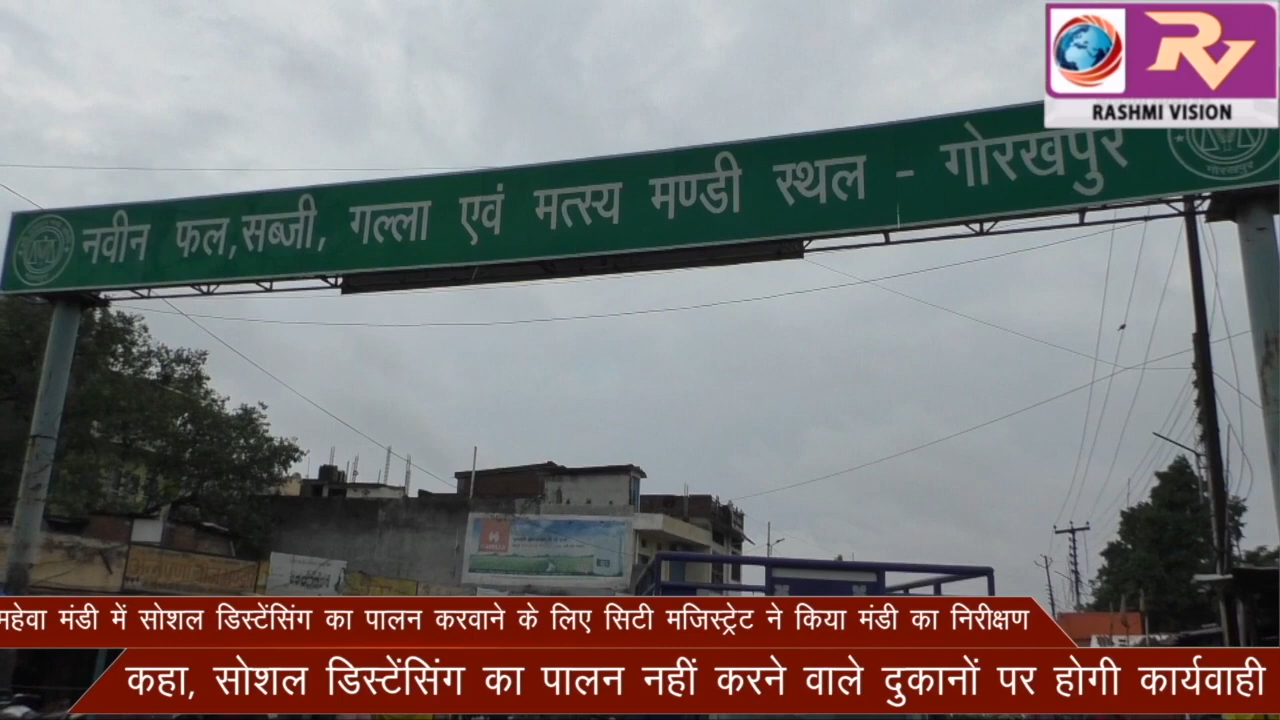 RASHMI VISION
नवीन फल,सब्जी, गल्ला एवं मत्स्य मण्डी स्थल - गोरखपुर
गोरखपुर
महेवा मंडी में सोशल डिस्टेंसिंग का पालन करवाने के लिए सिटी मजिस्ट्रेट ने किया मंडी का निरीक्षण
कहा, सोशल डिस्टेंसिंग का पालन नहीं करने वाले दुकानों पर होगी कार्यवाही